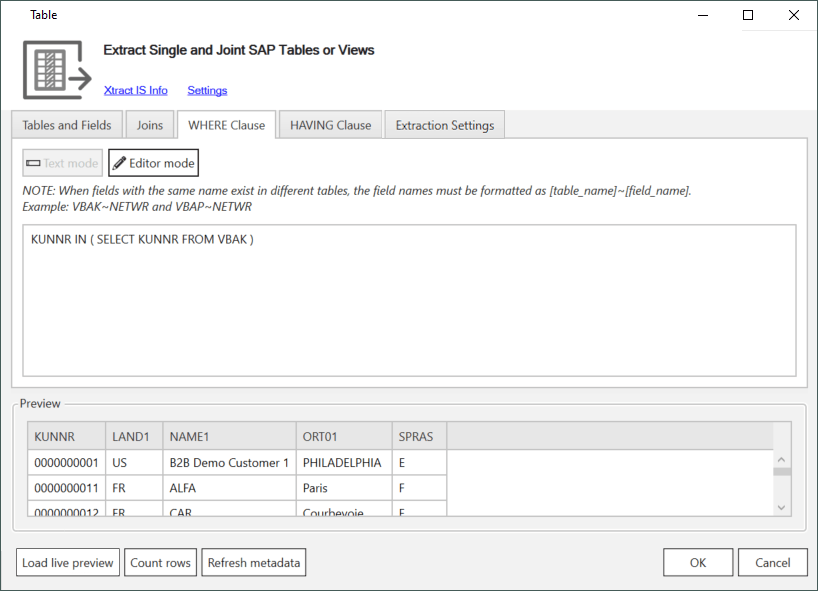 Table
Extract Single and Joint SAP Tables or Views
Xtract IS Info Settings
Tables and Fields Joins WHERE Clause HAVING Clause Extraction Settings
Text mode Editor mode
NOTE: When fields with the same name exist in different tables, the field names must be formatted as [table_name]~[field_name].
Example: VBAK~NETWR and VBAP~NETWR
KUNNR IN ( SELECT KUNNR FROM VBAK )
Preview
KUNNR LAND1 NAME1 ORT01 SPRAS
0000000001 US B2B Demo Customer 1 PHILADELPHIA E
0000000011 FR ALFA Paris F
0000000012 FR CAR Courbevoie F
Load live preview Count rows Refresh metadata OK Cancel